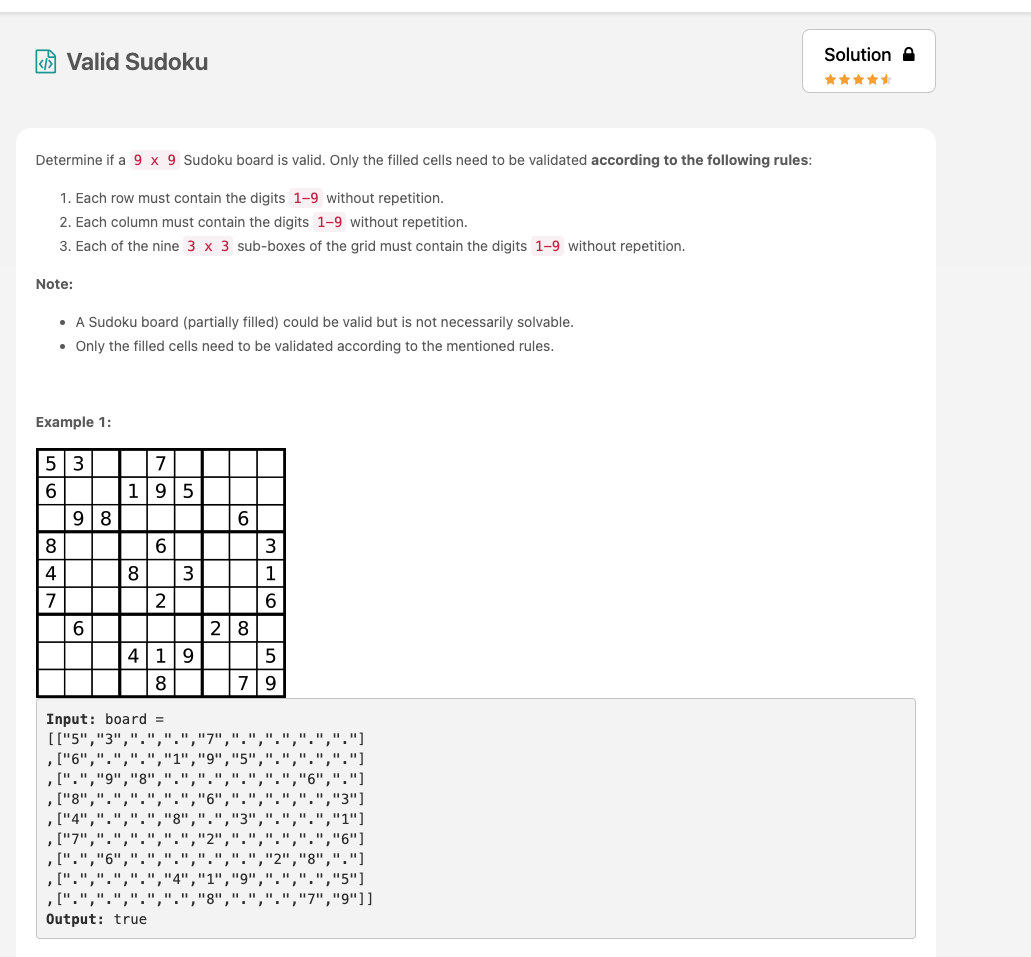 Valid Sudoku
Solution
Determine if a 9 x 9 Sudoku board is valid. Only the filled cells need to be validated according to the following rules:
1. Each row must contain the digits 1-9 without repetition.
2. Each column must contain the digits 1-9 without repetition.
3. Each of the nine 3 x 3 sub-boxes of the grid must contain the digits 1-9 without repetition.
Note:
• A Sudoku board (partially filled) could be valid but is not necessarily solvable.
• Only the filled cells need to be validated according to the mentioned rules.
Example 1:
5 3 7
6 1 9 5
9 8 6
8 6 3
4 8 3 1
7 2 6
6 2 8
4 1 9 5
8 7 9
Input: board =
[["5","3",".",".","7",".",".",".","."]
,["6",".",".","1","9","5",".",".","."]
,[".","9","8",".",".",".",".","6","."]
,["8",".",".",".","6",".",".",".","3"]
,["4",".",".","8",".","3",".",".","1"]
,["7",".",".",".","2",".",".",".","6"]
,[".","6",".",".",".",".","2","8","."]
,[".",".",".","4","1","9",".",".","5"]
,[".",".",".",".","8",".",".","7","9"]]
Output: true